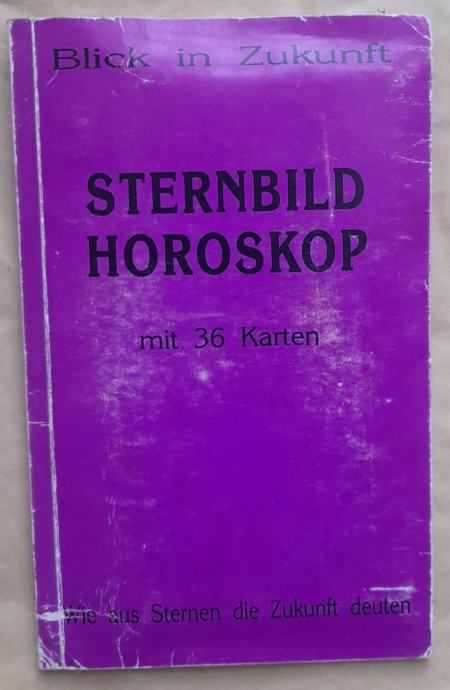 Blick in Zukunft
STERNBILD
HOROSKOP
mit 36 Karten
Wie aus Sternen die Zukunft deuten